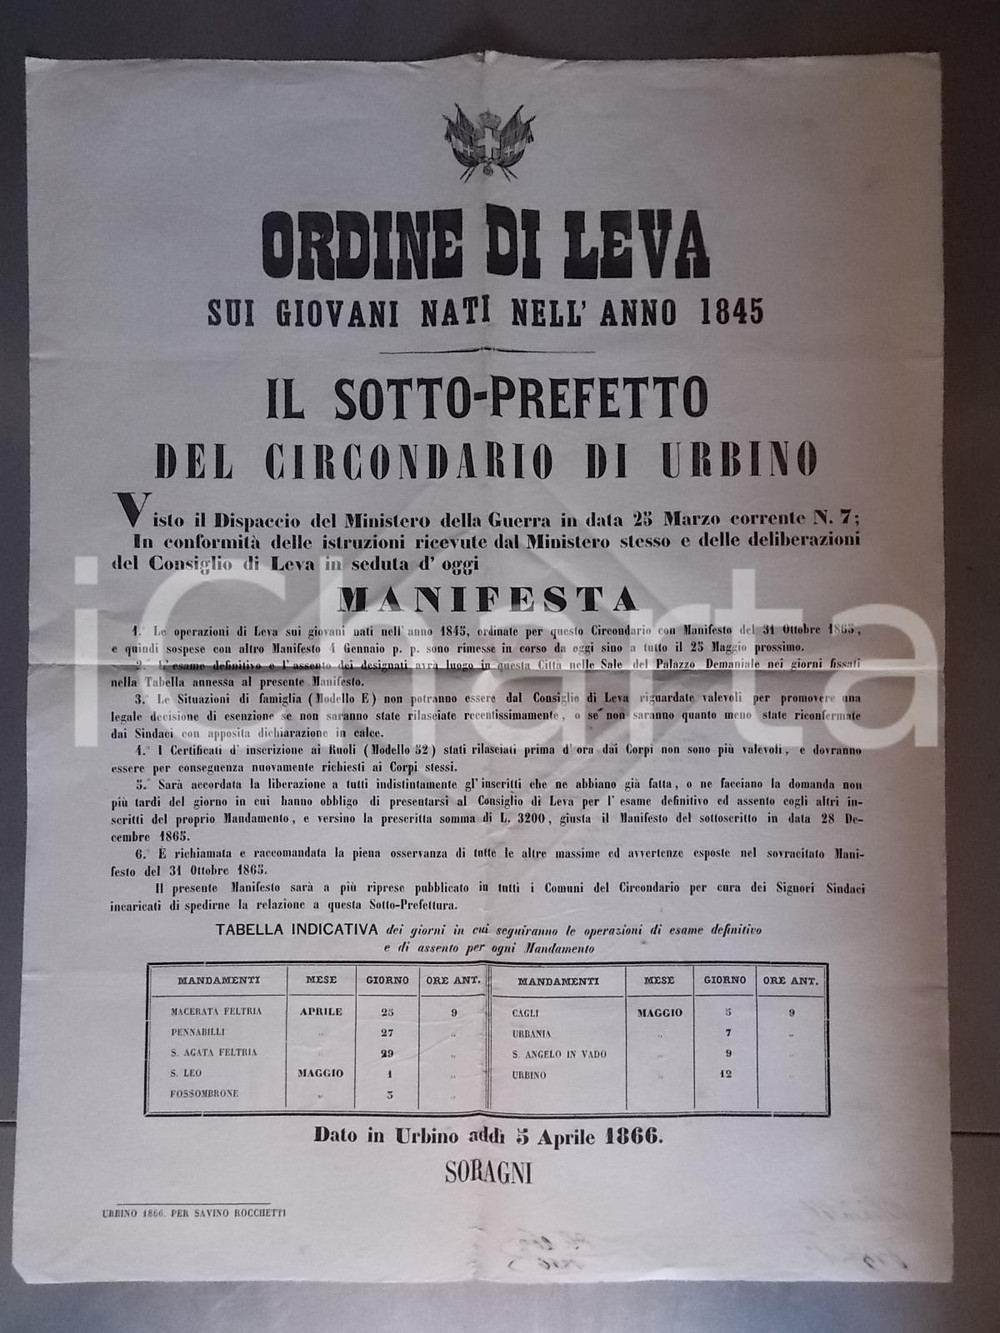 ORDINE DI LEVA
SUI GIOVANI NATI NELL' ANNO 1845
IL SOTTO-PREFETTO
DEL CIRCONDARIO DI URBINO
Visto il Dispaccio del Ministero della Guerra in data 25 Marzo corrente N. 7;
In conformità delle istruzioni ricevute dal Ministero stesso e delle deliberazioni
del Consiglio di Leva in seduta d' oggi
MANIFESTA
1.° Le operazioni di Leva sui giovani nati nell' anno 1845, ordinate per questo Circondario con Manifesto del 31 Ottobre 1865,
e quindi sospese con altro Manifesto 4 Gennaio p. p. sono rimesse in corso da oggi sino a tutto il 25 Maggio prossimo.
2.° L' esame definitivo e l' assento dei designati avrà luogo in questa Città nelle Sale del Palazzo Demaniale nei giorni fissati
nella Tabella annessa al presente Manifesto.
3.° Le Situazioni di famiglia (Modello E) non potranno essere dal Consiglio di Leva riguardate valevoli per promovere una
legale decisione di esenzione se non saranno state rilasciate recentissimamente, o se non saranno quanto meno state riconfermate
dai Sindaci con apposita dichiarazione in calce.
4.° I Certificati d' inscrizione ai Ruoli (Modello 52) stati rilasciati prima d' ora dai Corpi non sono più valevoli, e dovranno
essere per conseguenza nuovamente richiesti ai Corpi stessi.
5.° Sarà accordata la liberazione a tutti indistintamente gl' inscritti che ne abbiano già fatta, o ne facciano la domanda non
più tardi del giorno in cui hanno obbligo di presentarsi al Consiglio di Leva per l' esame definitivo ed assento cogli altri in-
scritti del proprio Mandamento, e versino la prescritta somma di L. 3200, giusta il Manifesto del sottoscritto in data 28 De-
cembre 1865.
6.° È richiamata e raccomandata la piena osservanza di tutte le altre massime ed avvertenze esposte nel sovracitato Mani-
festo del 31 Ottobre 1865.
Il presente Manifesto sarà a più riprese pubblicato in tutti i Comuni del Circondario per cura dei Signori Sindaci
incaricati di spedirne la relazione a questa Sotto-Prefettura.
TABELLA INDICATIVA dei giorni in cui seguiranno le operazioni di esame definitivo
e di assento per ogni Mandamento
MANDAMENTI MESE GIORNO ORE ANT. MANDAMENTI MESE GIORNO ORE ANT.
MACERATA FELTRIA APRILE 25 9 CAGLI MAGGIO 5 9
PENNABILLI „ 27 „ URBANIA „ 7 „
S. AGATA FELTRIA „ 29 „ S. ANGELO IN VADO „ 9 „
S. LEO MAGGIO 1 „ URBINO „ 12 „
FOSSOMBRONE „ 3 „
Dato in Urbino addì 5 Aprile 1866.
SORAGNI
URBINO 1866. PER SAVINO ROCCHETTI
iCharta